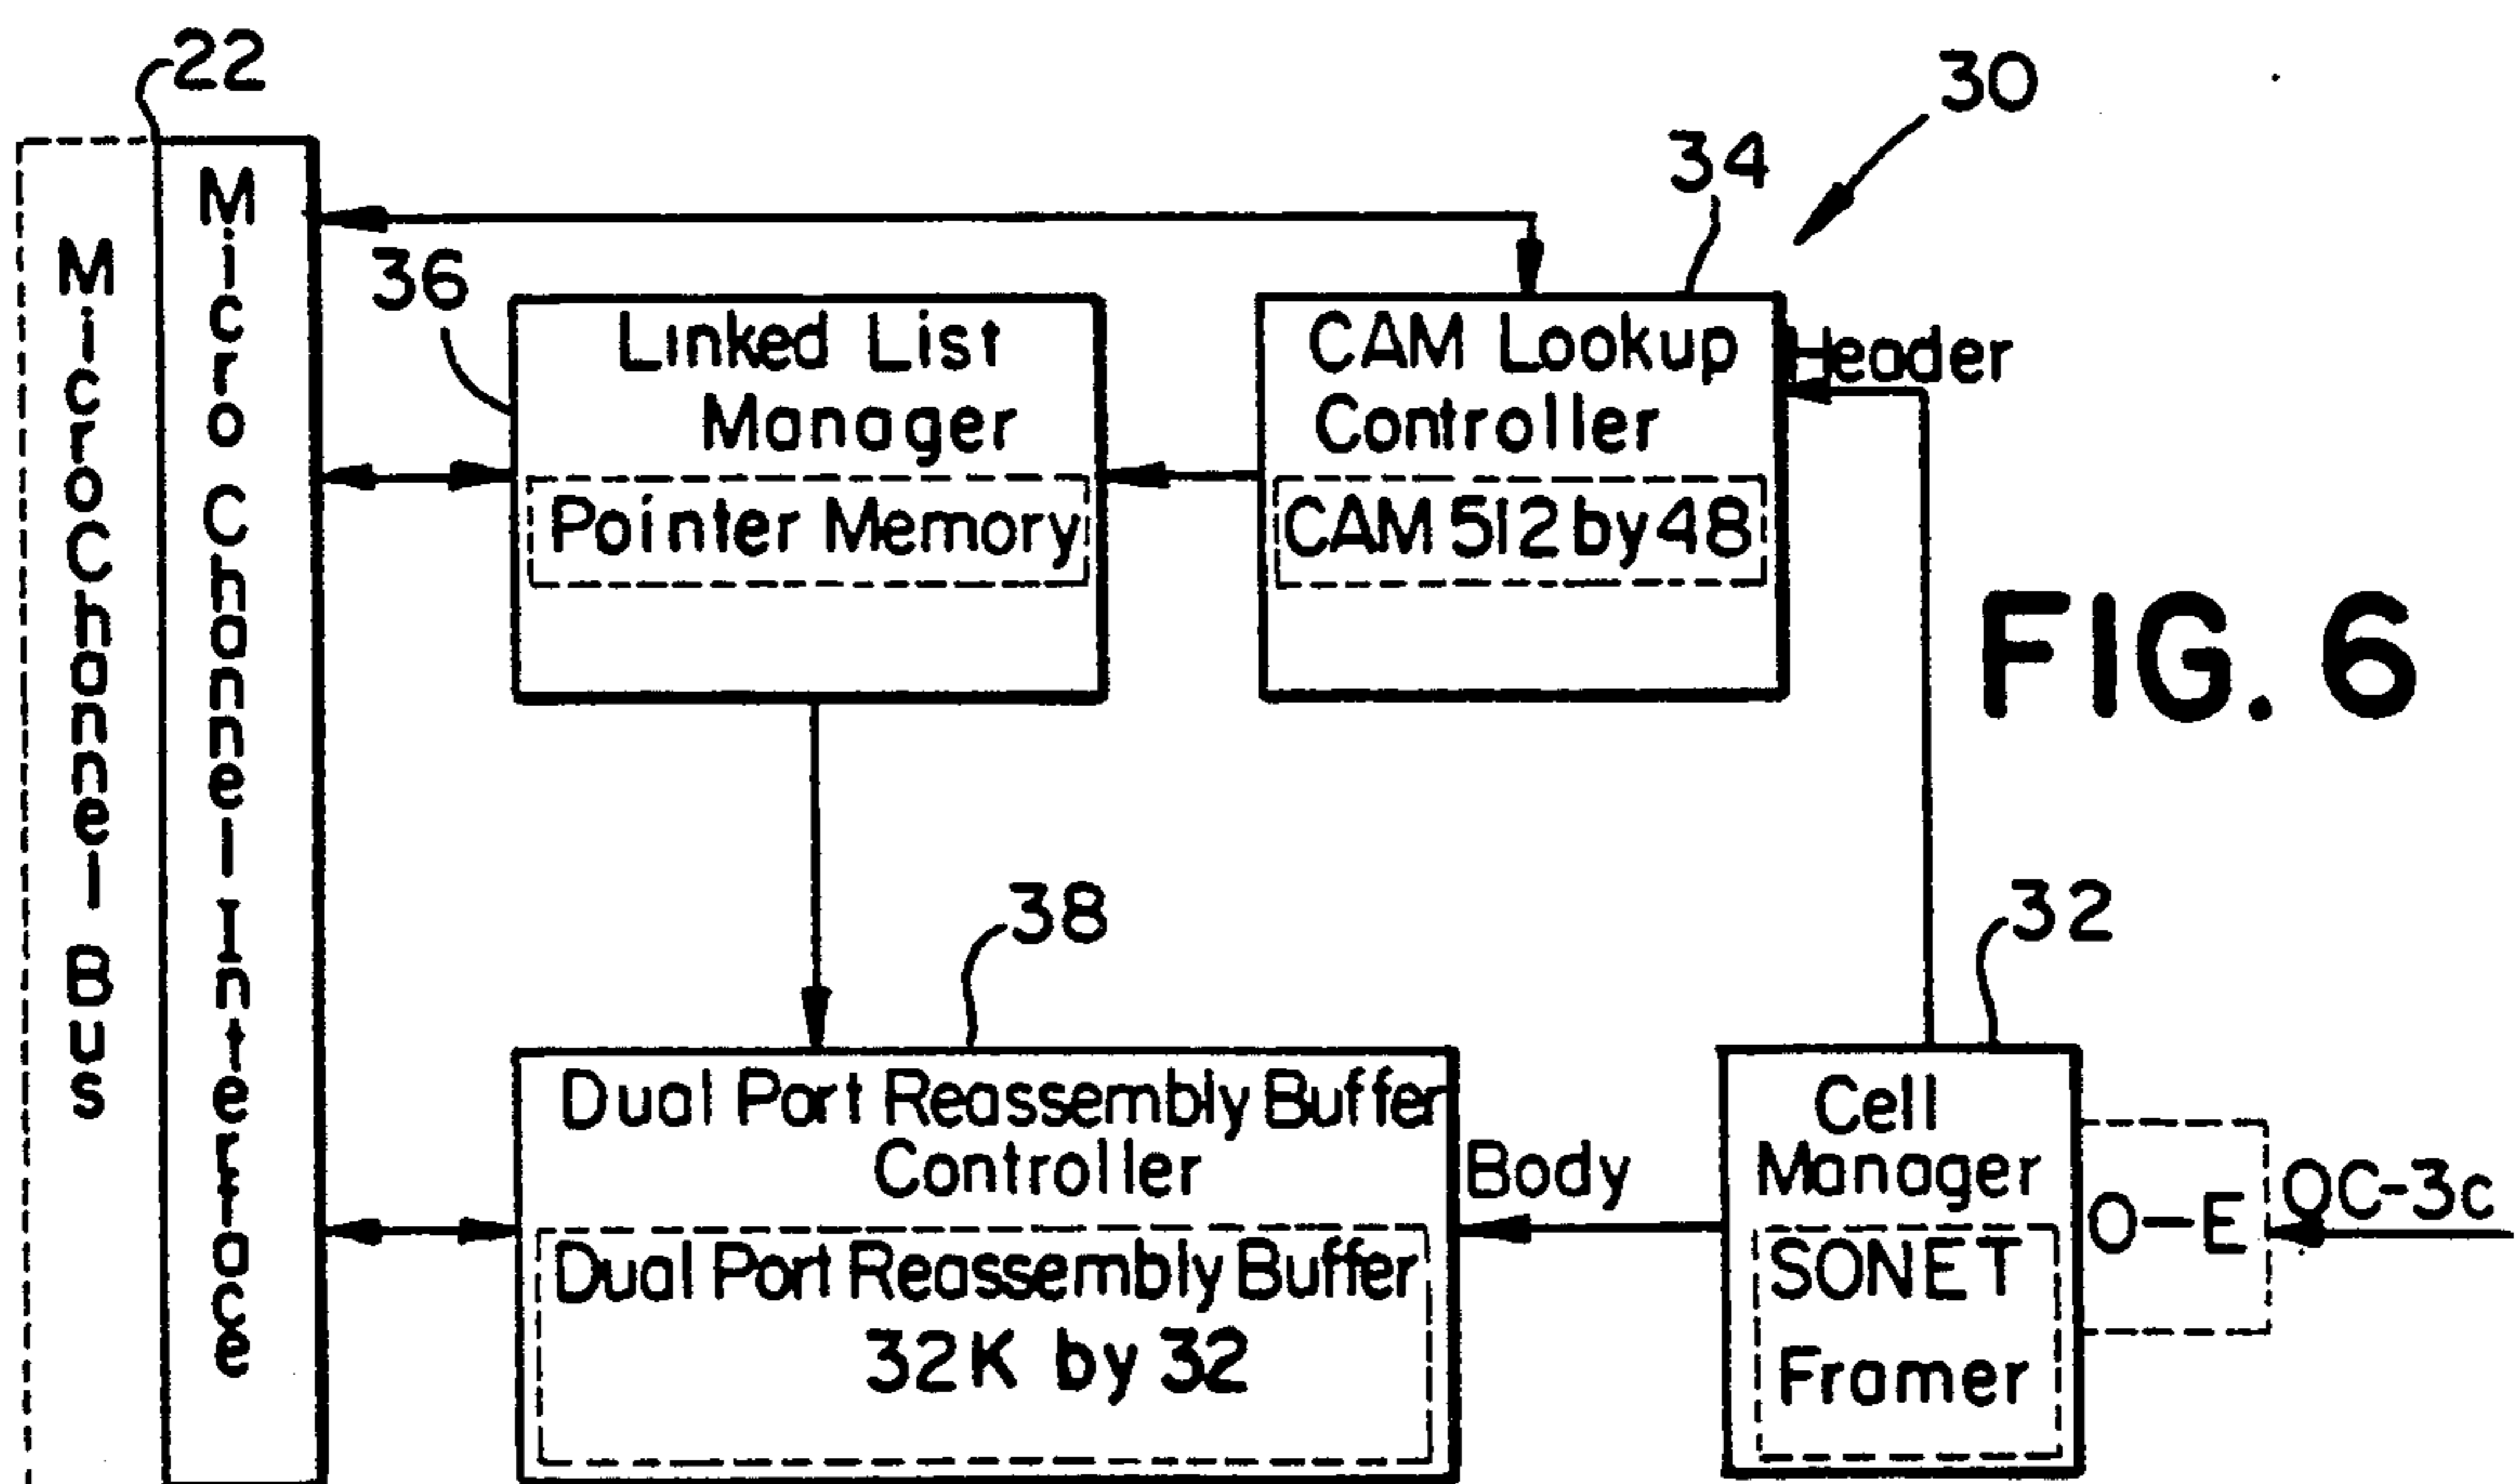 22
30
34
36
Micro Channel Bus
Micro Channel Interface
Linked List
Manager
Pointer Memory
CAM Lookup
Controller
CAM 512 by 48
Header
FIG. 6
38
32
Dual Port Reassembly Buffer
Controller
Dual Port Reassembly Buffer
32K by 32
Body
Cell
Manager
SONET
Framer
O-E
OC-3c